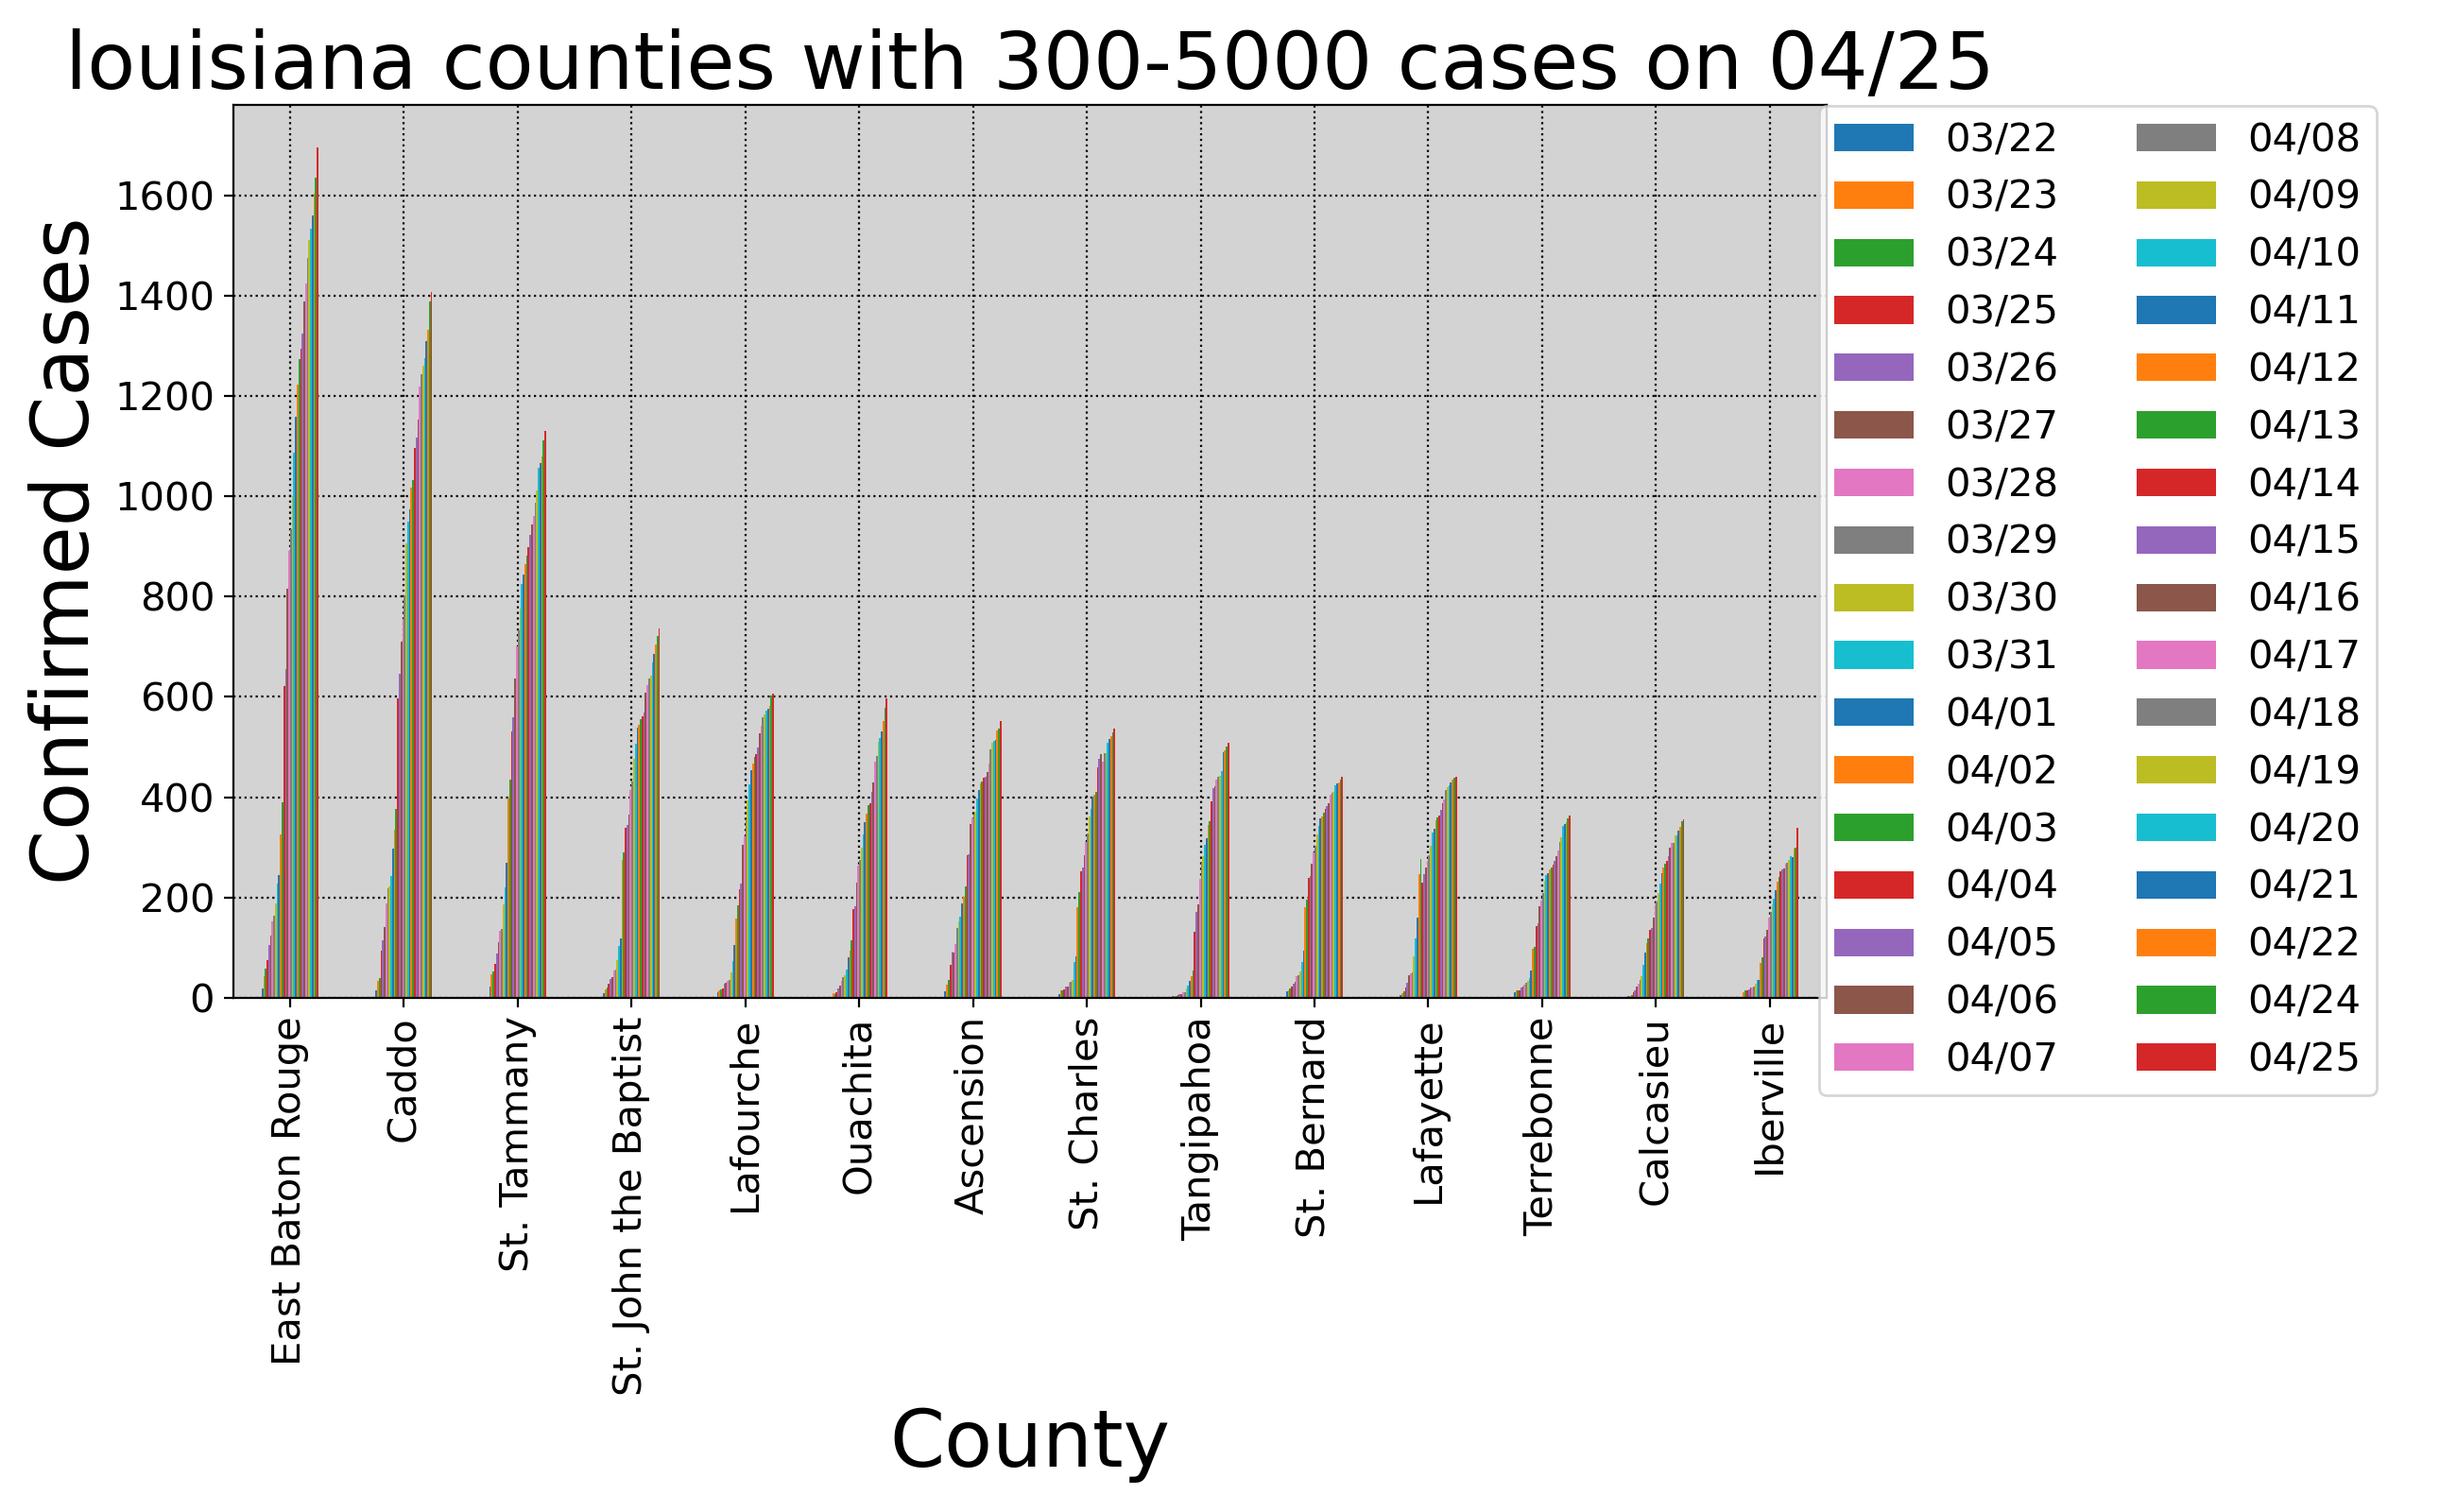 louisiana counties with 300-5000 cases on 04/25
Confirmed Cases
1600
1400
1200
1000
800
600
400
200
0
East Baton Rouge
Caddo
St. Tammany
St. John the Baptist
Lafourche
Ouachita
Ascension
St. Charles
Tangipahoa
St. Bernard
Lafayette
Terrebonne
Calcasieu
Iberville
County
03/22
03/23
03/24
03/25
03/26
03/27
03/28
03/29
03/30
03/31
04/01
04/02
04/03
04/04
04/05
04/06
04/07
04/08
04/09
04/10
04/11
04/12
04/13
04/14
04/15
04/16
04/17
04/18
04/19
04/20
04/21
04/22
04/24
04/25